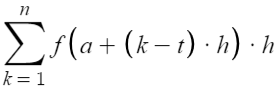 n
∑ f(a + (k − t) · h) · h
k = 1